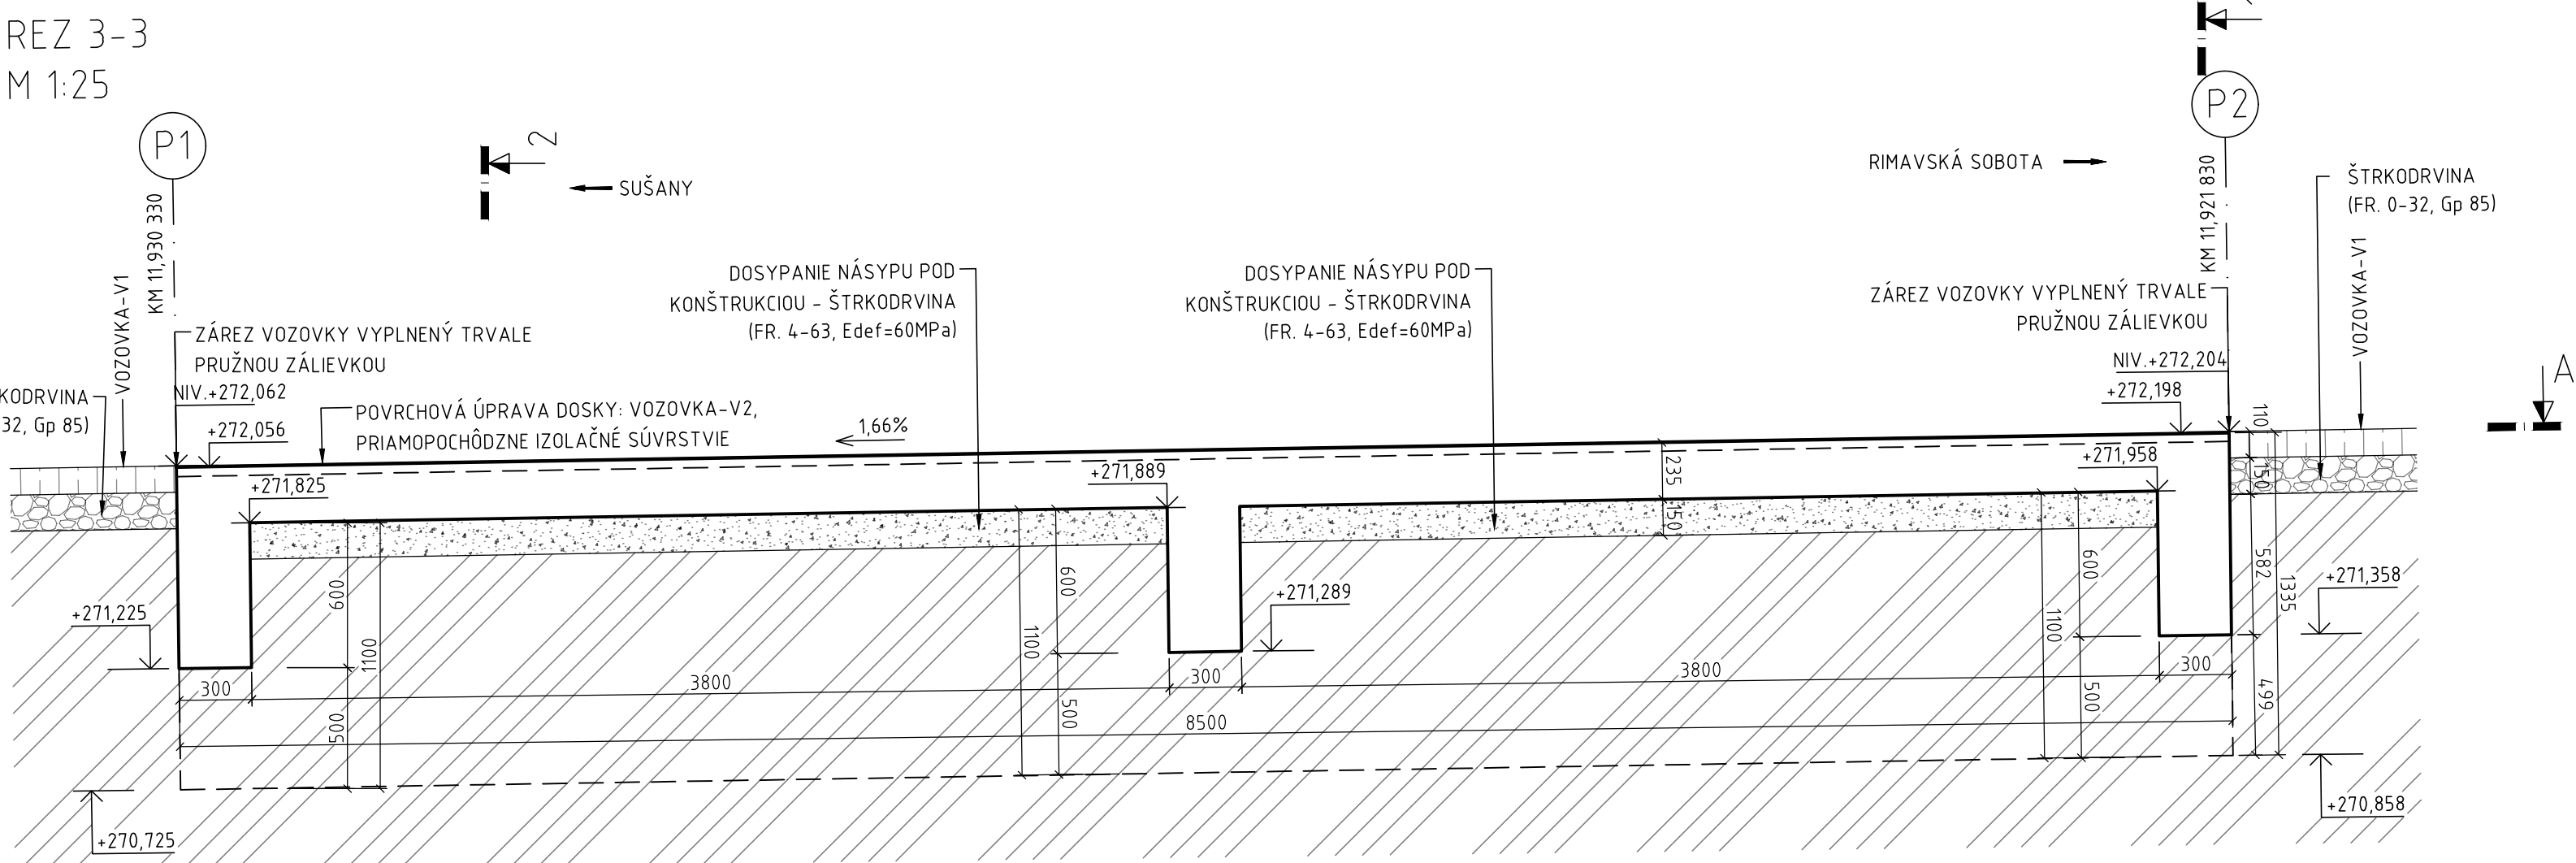 REZ 3-3
M 1:25
P1
P2
2
SUŠANY
RIMAVSKÁ SOBOTA
KM 11,930 330
KM 11,921 830
VOZOVKA-V1
VOZOVKA-V1
ŠTRKODRVINA
(FR. 0-32, Gp 85)
DOSYPANIE NÁSYPU POD
KONŠTRUKCIOU - ŠTRKODRVINA
(FR. 4-63, Edef=60MPa)
DOSYPANIE NÁSYPU POD
KONŠTRUKCIOU - ŠTRKODRVINA
(FR. 4-63, Edef=60MPa)
ZÁREZ VOZOVKY VYPLNENÝ TRVALE
PRUŽNOU ZÁLIEVKOU
ZÁREZ VOZOVKY VYPLNENÝ TRVALE
PRUŽNOU ZÁLIEVKOU
NIV.+272,062
NIV.+272,204
KODRVINA
32, Gp 85)
+272,056
+272,198
POVRCHOVÁ ÚPRAVA DOSKY: VOZOVKA-V2,
PRIAMOPOCHÔDZNE IZOLAČNÉ SÚVRSTVIE
1,66%
A
+271,825
+271,889
+271,958
235
150
110
150
582
499
1335
+271,225
+271,289
+271,358
600
500
1100
1100
600
500
1100
600
500
300
3800
300
3800
300
8500
+270,725
+270,858